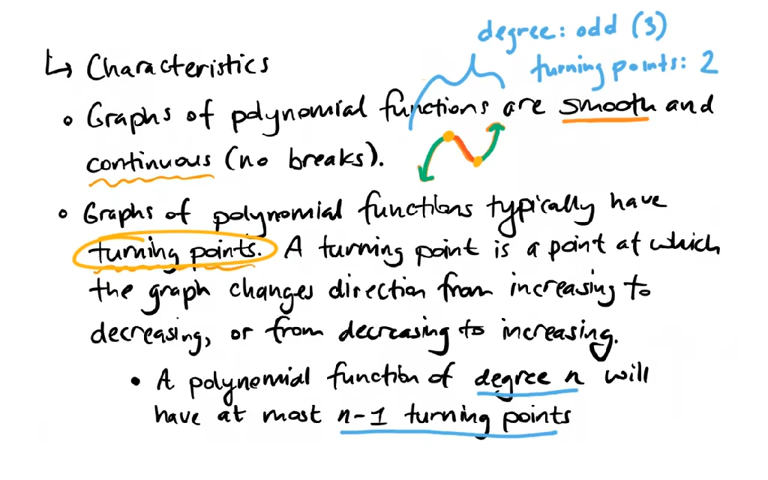 degree: odd (3)
turning points: 2
↳ Characteristics
• Graphs of polynomial functions are smooth and
continuous (no breaks).
• Graphs of polynomial functions typically have
turning points. A turning point is a point at which
the graph changes direction from increasing to
decreasing, or from decreasing to increasing.
• A polynomial function of degree n will
have at most n-1 turning points